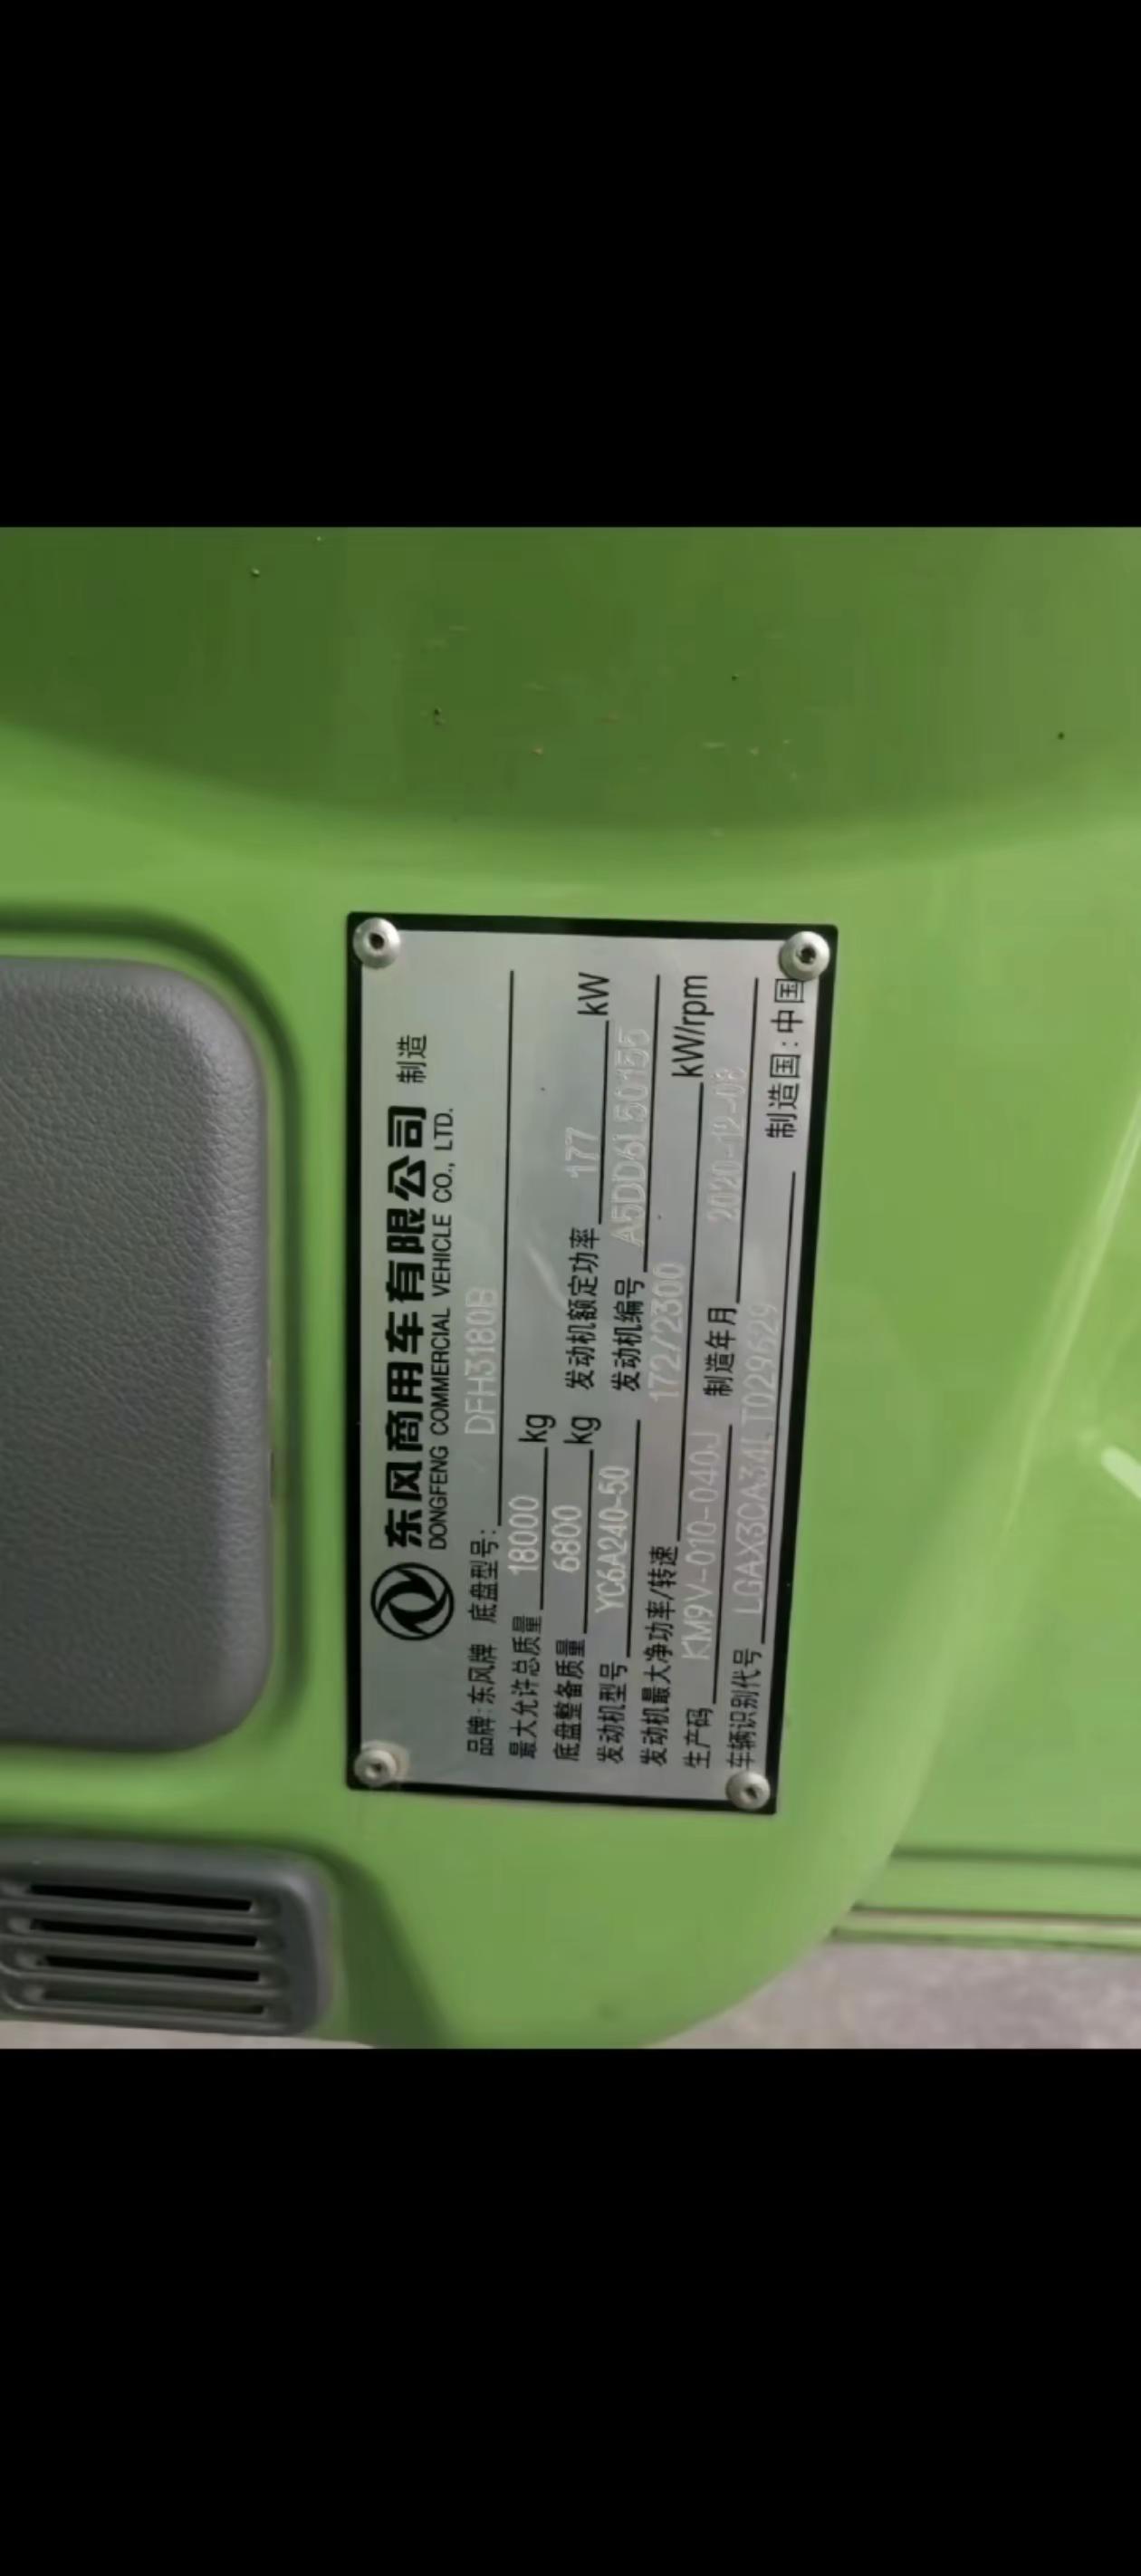 东风商用车有限公司 制造
DONGFENG COMMERCIAL VEHICLE CO., LTD.
品牌:东风牌 底盘型号: DFH3180B
最大允许总质量 18000 kg
底盘整备质量 6800 kg 发动机额定功率 177 kW
发动机型号 YC6A240-50 发动机编号 A5DD6L50155
发动机最大净功率/转速 172/2300 kW/rpm
生产码 KM9V-010-040J 制造年月 2020-12-08
车辆识别代号 LGAX3CA34LT029629 制造国:中国